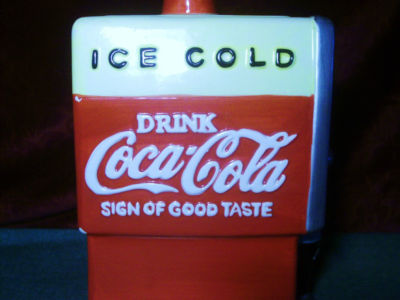 ICE COLD
DRINK
Coca-Cola
SIGN OF GOOD TASTE